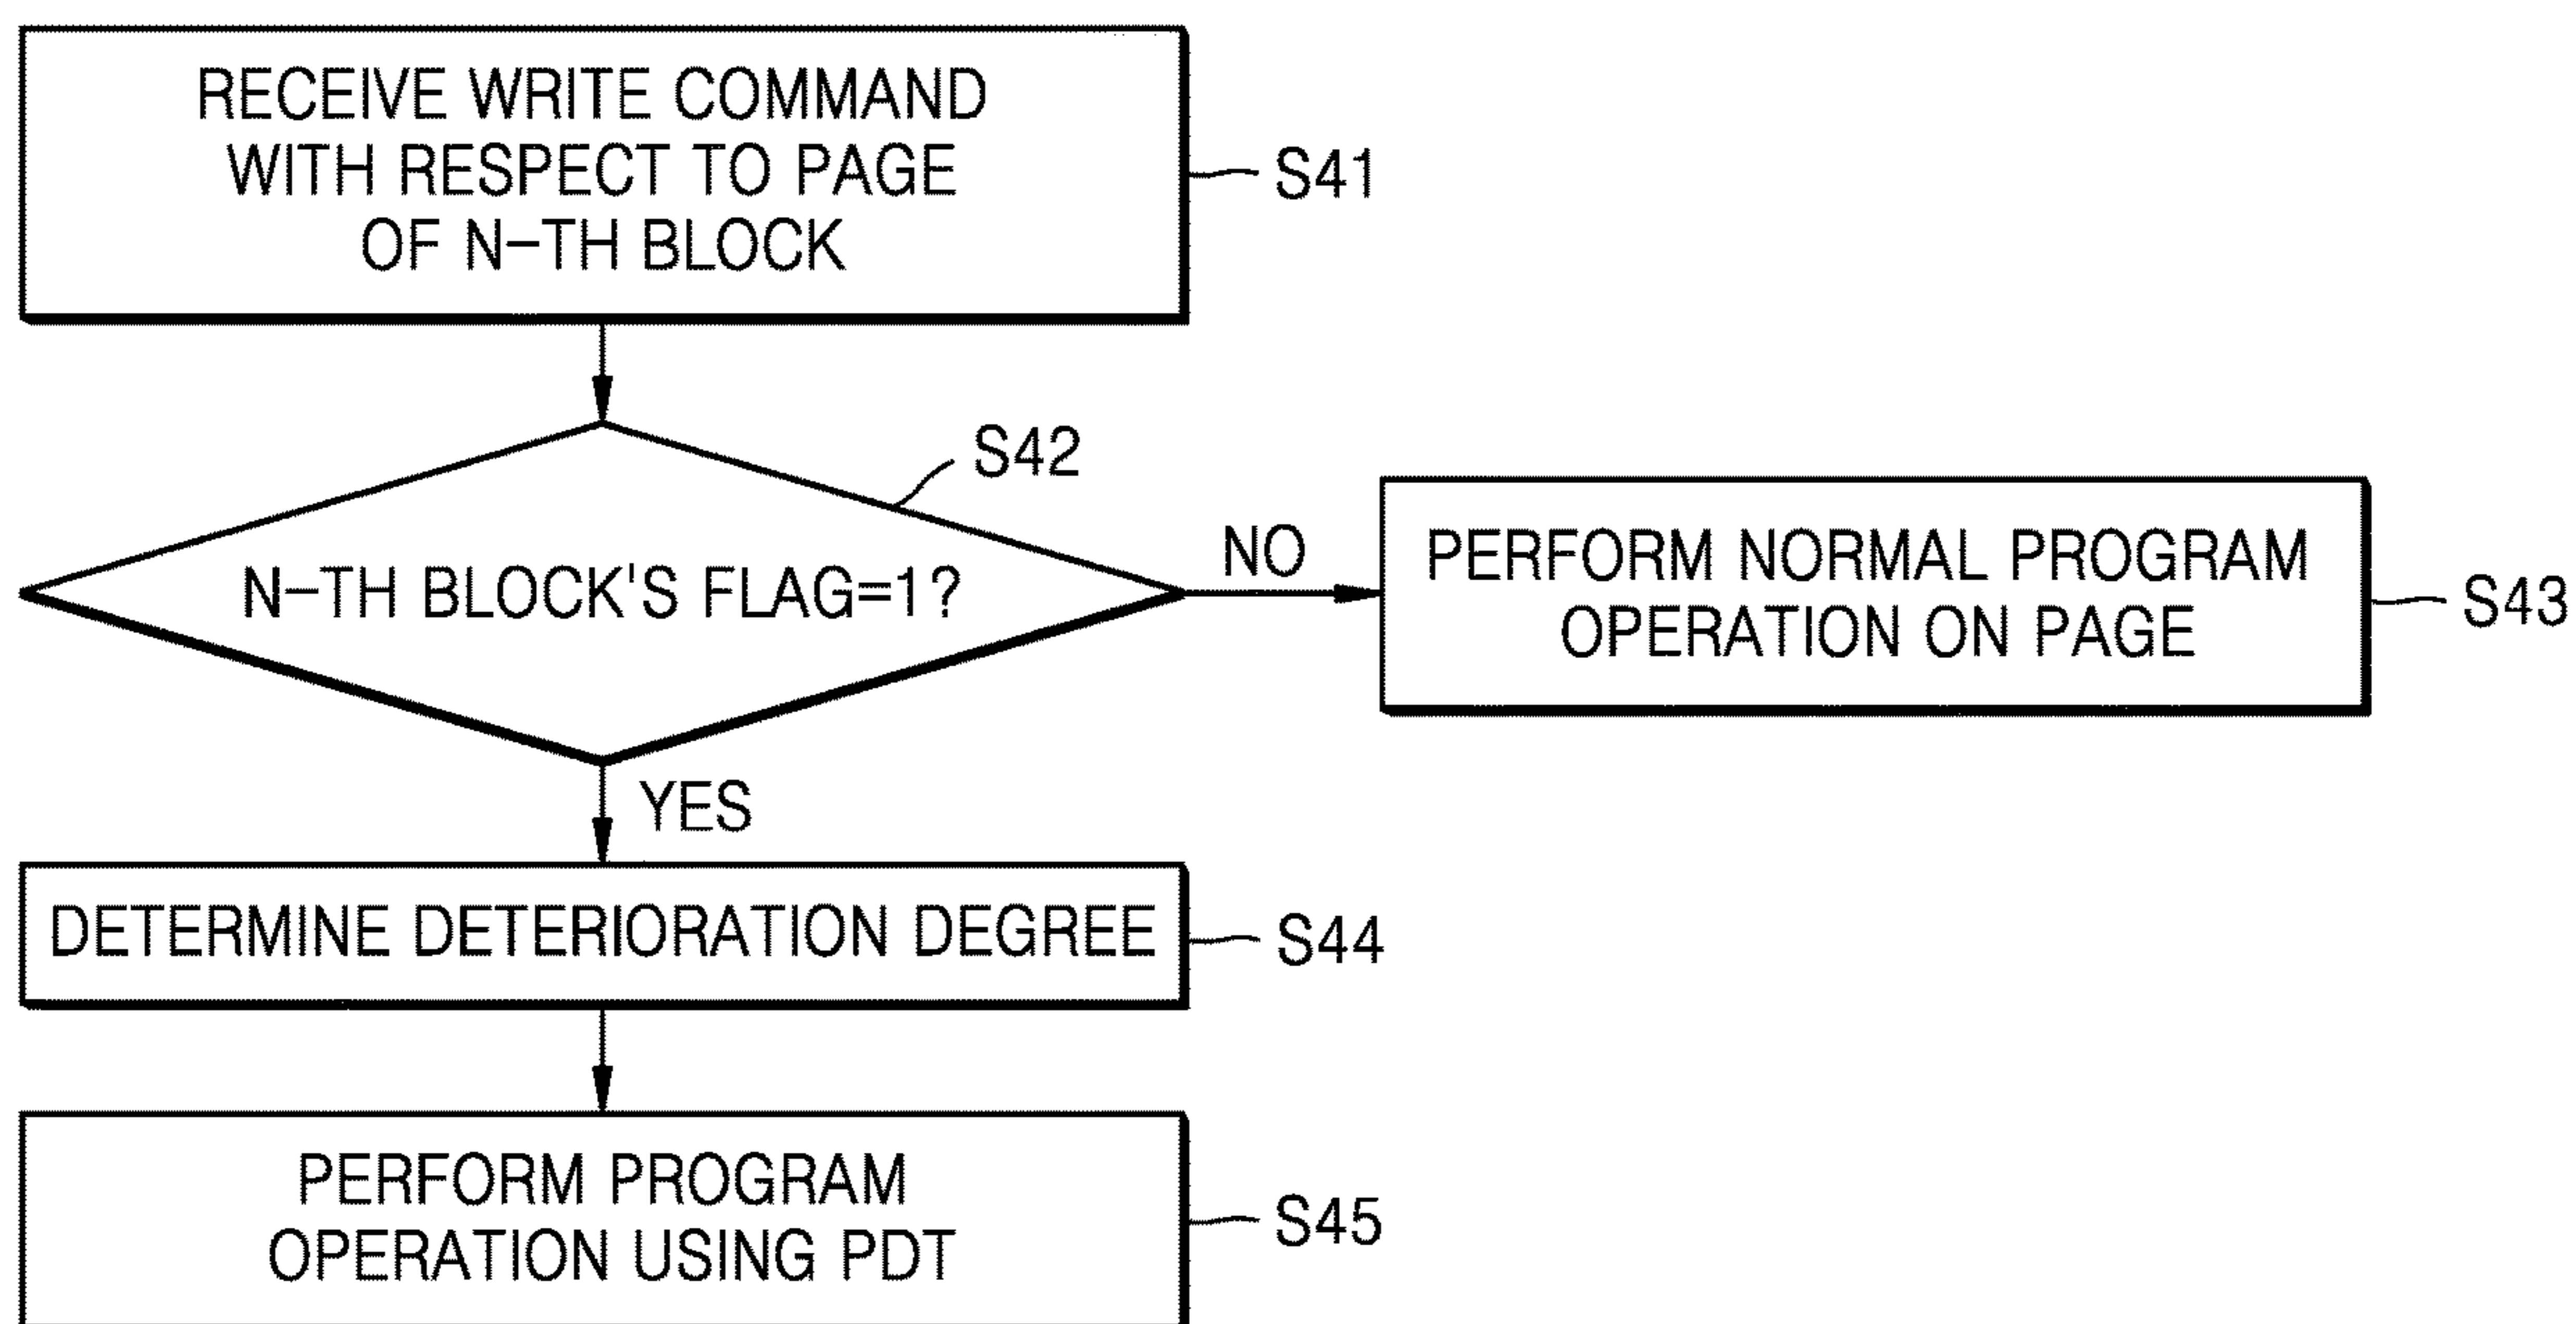 RECEIVE WRITE COMMAND
WITH RESPECT TO PAGE
OF N-TH BLOCK
S41
S42
N-TH BLOCK'S FLAG=1?
NO
PERFORM NORMAL PROGRAM
OPERATION ON PAGE
S43
YES
DETERMINE DETERIORATION DEGREE
S44
PERFORM PROGRAM
OPERATION USING PDT
S45